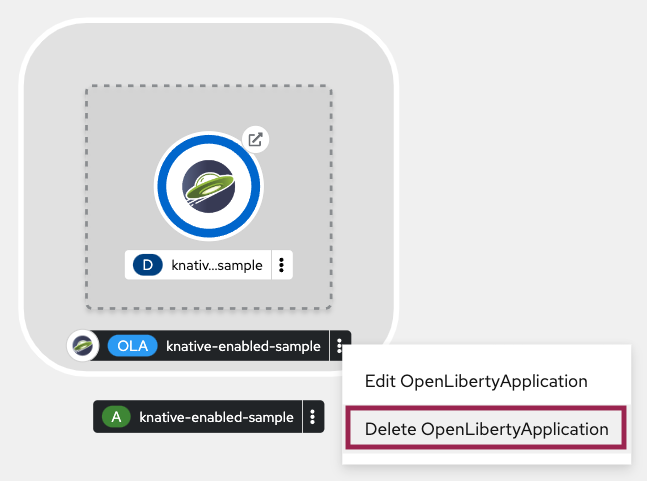 D knativ...sample
OLA knative-enabled-sample
Edit OpenLibertyApplication
A knative-enabled-sample
Delete OpenLibertyApplication